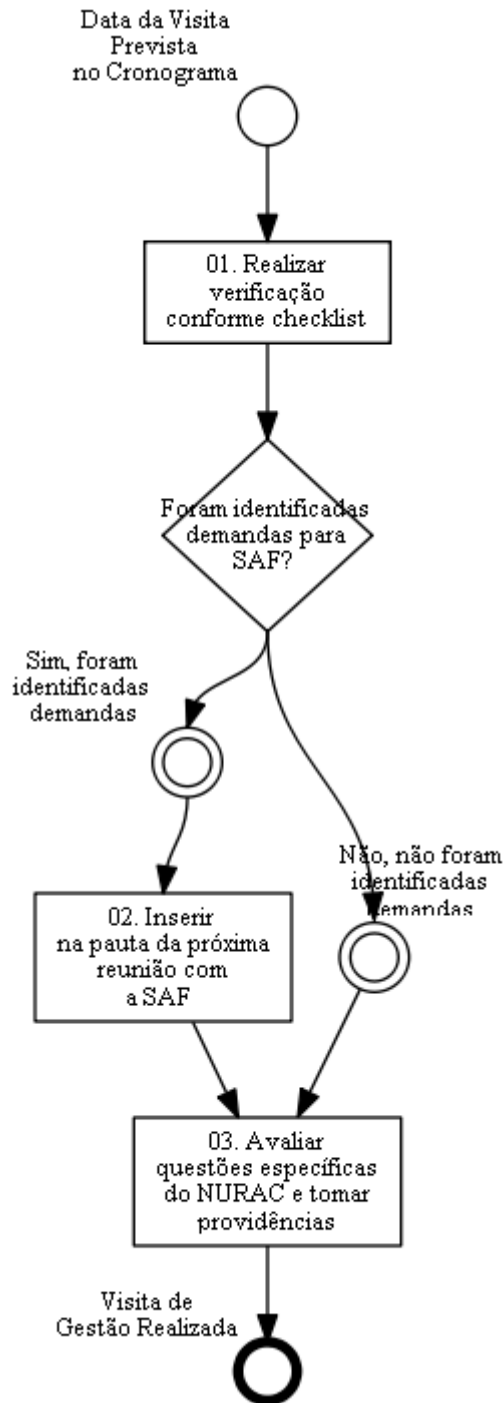 Data da Visita
Prevista
no Cronograma
01. Realizar
verificação
conforme checklist
Foram identificadas
demandas para
SAF?
Sim, foram
identificadas
demandas
Não, não foram
identificadas
demandas
02. Inserir
na pauta da próxima
reunião com
a SAF
03. Avaliar
questões específicas
do NURAC e tomar
providências
Visita de
Gestão Realizada